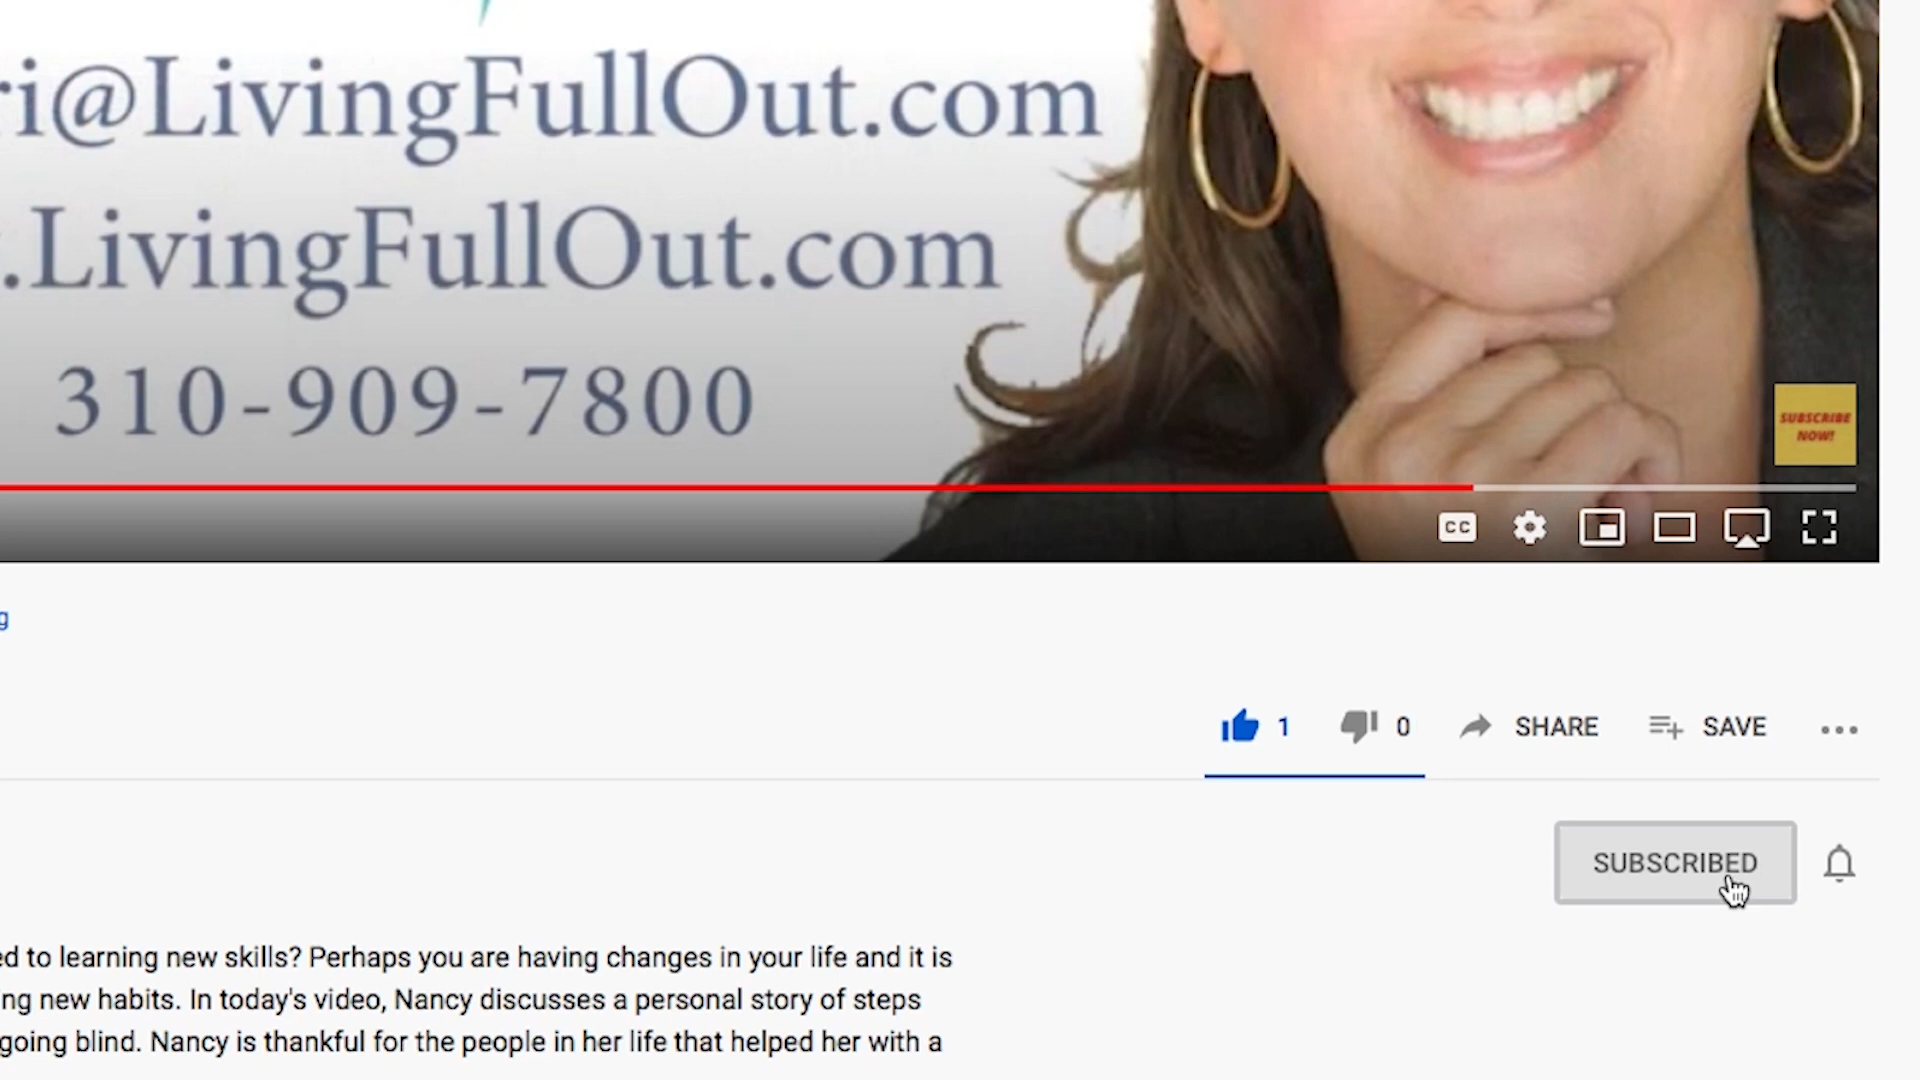 ri@LivingFullOut.com
.LivingFullOut.com
310-909-7800
SUBSCRIBE
NOW!
CC
g
1 0 SHARE SAVE
SUBSCRIBED
ed to learning new skills? Perhaps you are having changes in your life and it is
ing new habits. In today's video, Nancy discusses a personal story of steps
going blind. Nancy is thankful for the people in her life that helped her with a